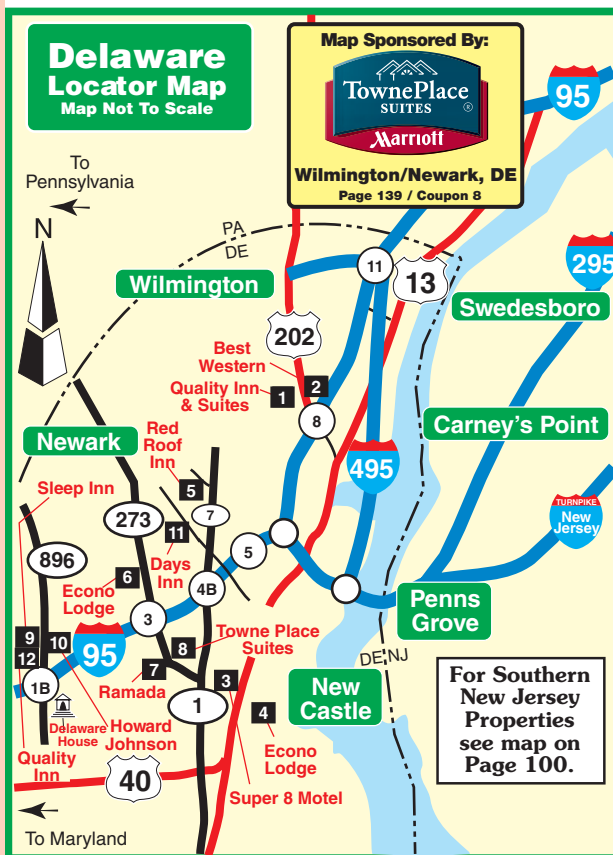 Delaware
Locator Map
Map Not To Scale
Map Sponsored By:
TownePlace
SUITES ®
Marriott
Wilmington/Newark, DE
Page 139 / Coupon 8
95
To
Pennsylvania
N
PA
DE
11
13
295
Wilmington
Swedesboro
202
Best
Western
2
Quality Inn
& Suites
1
8
Carney's Point
Newark
Red
Roof
Inn
5
495
Sleep Inn
273
7
TURNPIKE
New
Jersey
896
11
Days
Inn
5
6
Econo
Lodge
4B
3
Penns
Grove
9
10
12
95
8
Towne Place
Suites
DE NJ
7
Ramada
3
1B
1
New
Castle
For Southern
New Jersey
Properties
see map on
Page 100.
Delaware
House
Howard
Johnson
4
Econo
Lodge
Quality
Inn
40
Super 8 Motel
To Maryland